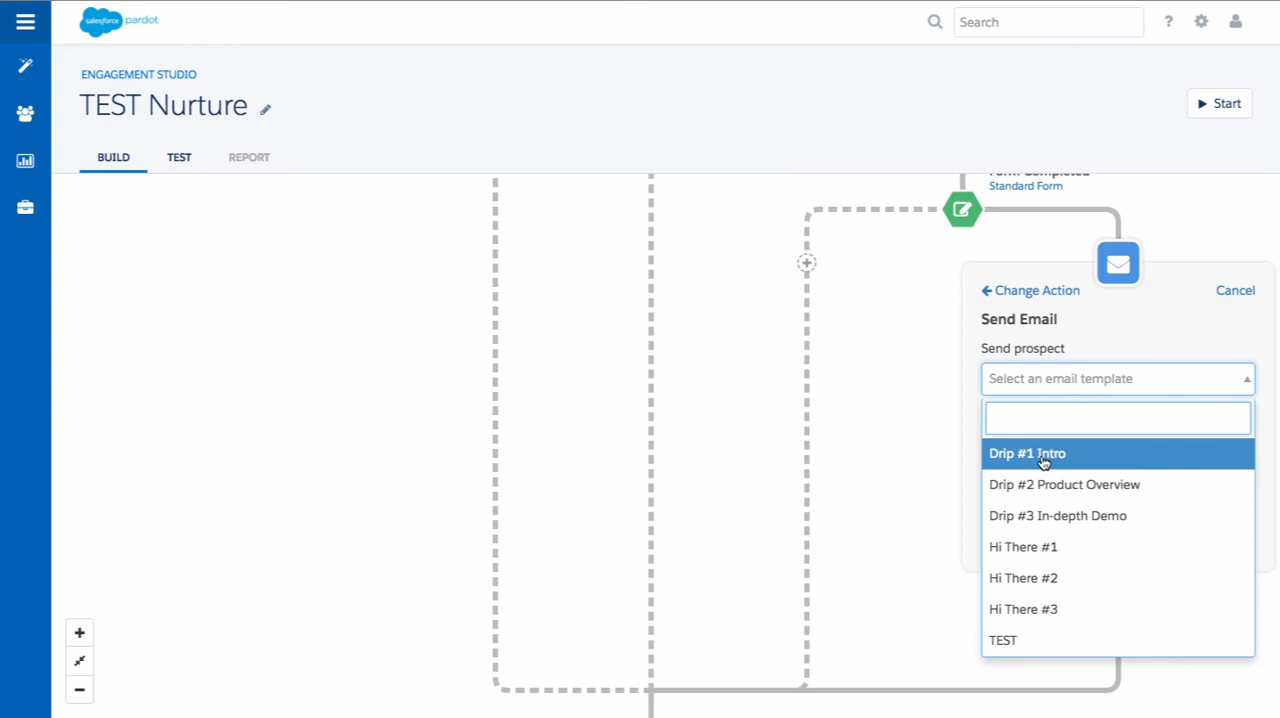 salesforce pardot
Search
?
ENGAGEMENT STUDIO
TEST Nurture
Start
BUILD TEST REPORT
Form Completed
Standard Form
Change Action Cancel
Send Email
Send prospect
Select an email template
Drip #1 Intro
Drip #2 Product Overview
Drip #3 In-depth Demo
Hi There #1
Hi There #2
Hi There #3
TEST